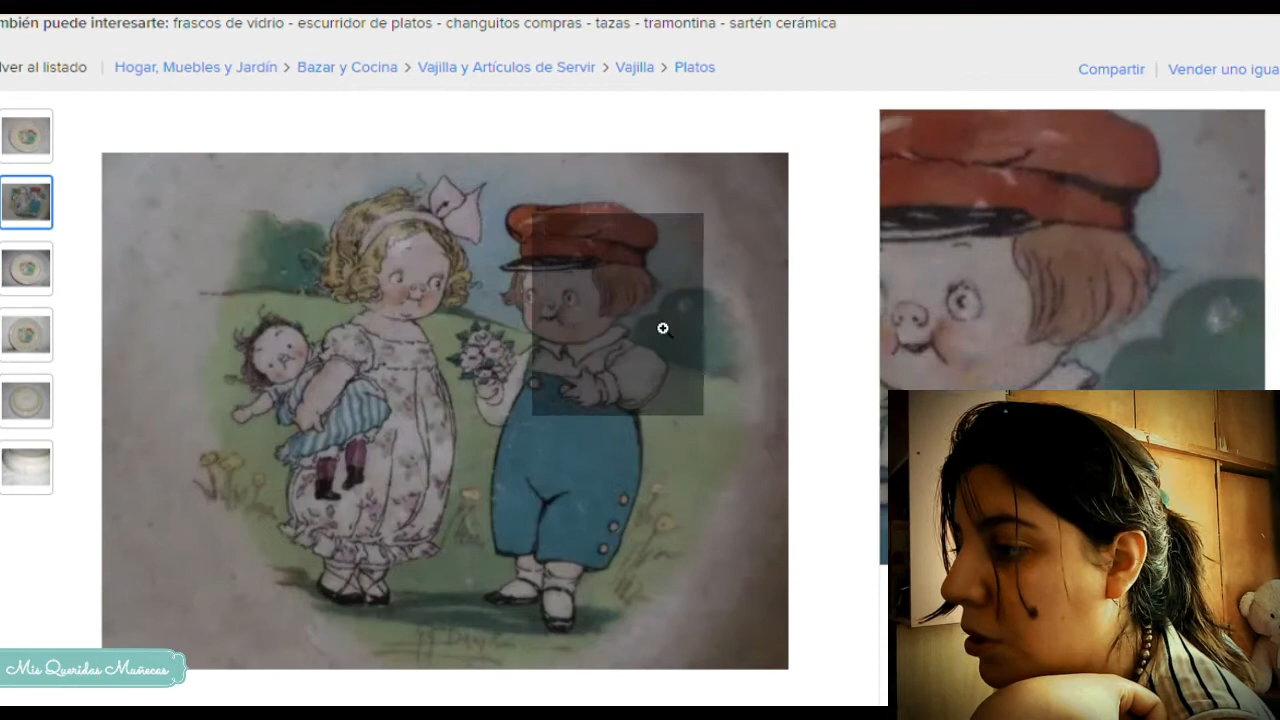 mbién puede interesarte: frascos de vidrio - escurridor de platos - changuitos compras - tazas - tramontina - sartén cerámica
lver al listado | Hogar, Muebles y Jardín > Bazar y Cocina > Vajilla y Artículos de Servir > Vajilla > Platos
Compartir | Vender uno igua
Mis Queridas Muñecas